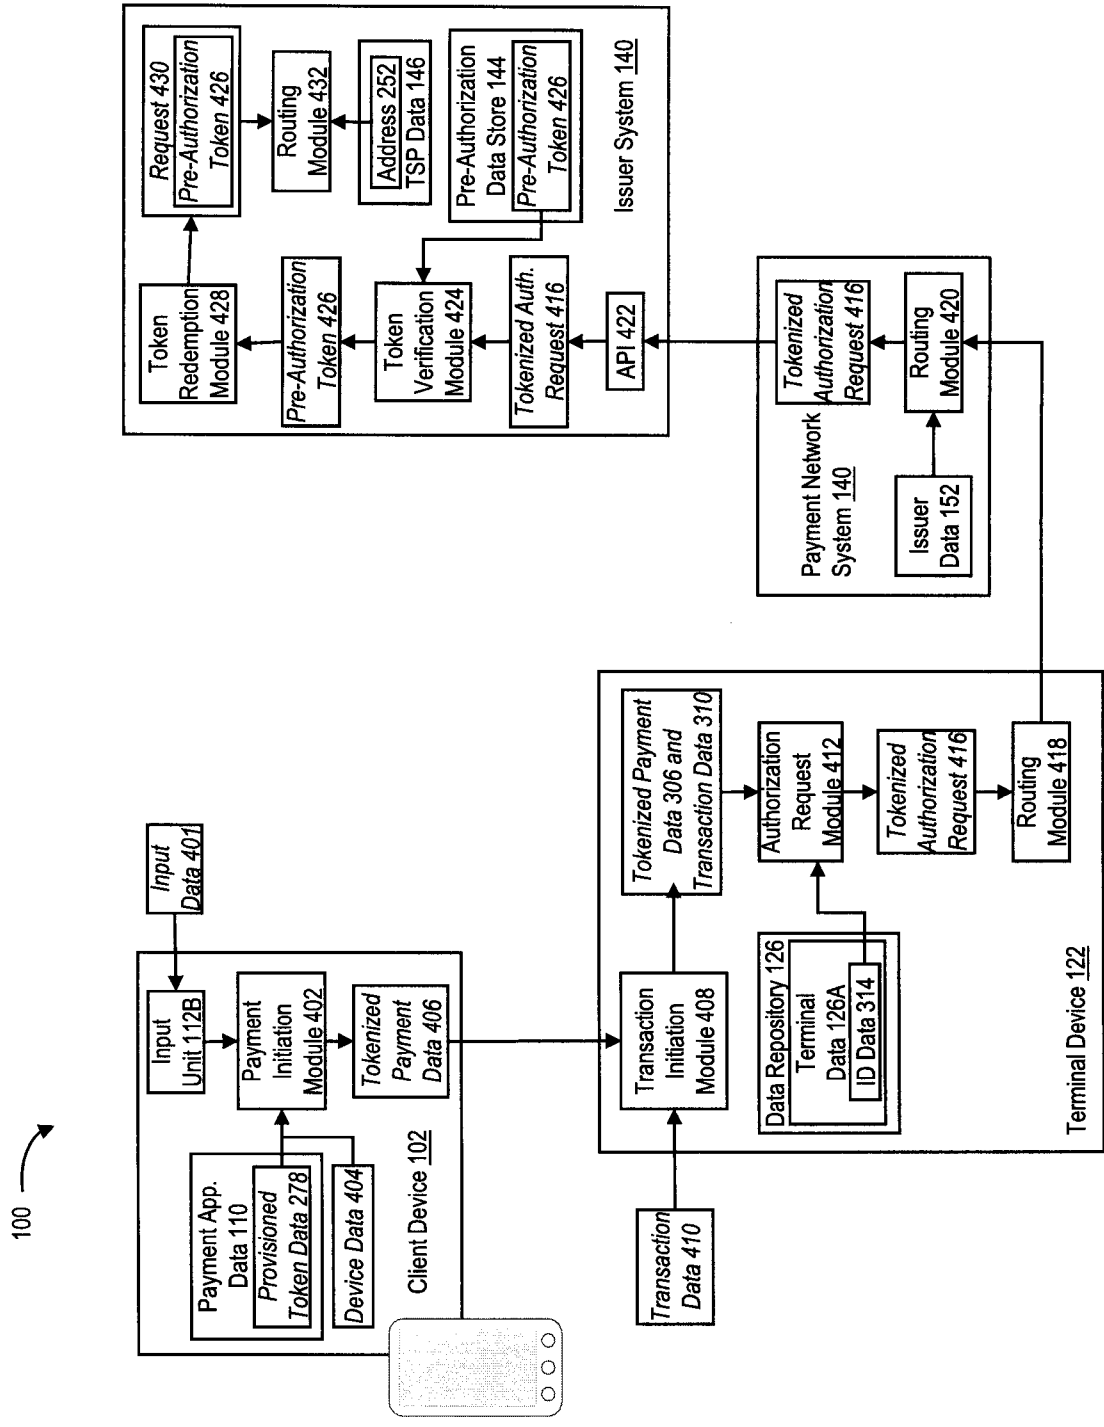 100
Input
Data 401
Input
Unit 112B
Payment
Initiation
Module 402
Tokenized
Payment
Data 406
Payment App.
Data 110
Provisioned
Token Data 278
Device Data 404
Client Device 102
Transaction
Data 410
Transaction
Initiation
Module 408
Tokenized Payment
Data 306 and
Transaction Data 310
Data Repository 126
Terminal
Data 126A
ID Data 314
Authorization
Request
Module 412
Tokenized
Authorization
Request 416
Routing
Module 418
Terminal Device 122
Payment Network
System 140
Issuer
Data 152
Routing
Module 420
Tokenized
Authorization
Request 416
API 422
Tokenized Auth.
Request 416
Token
Verification
Module 424
Pre-Authorization
Token 426
Token
Redemption
Module 428
Request 430
Pre-Authorization
Token 426
Routing
Module 432
Address 252
TSP Data 146
Pre-Authorization
Data Store 144
Pre-Authorization
Token 426
Issuer System 140